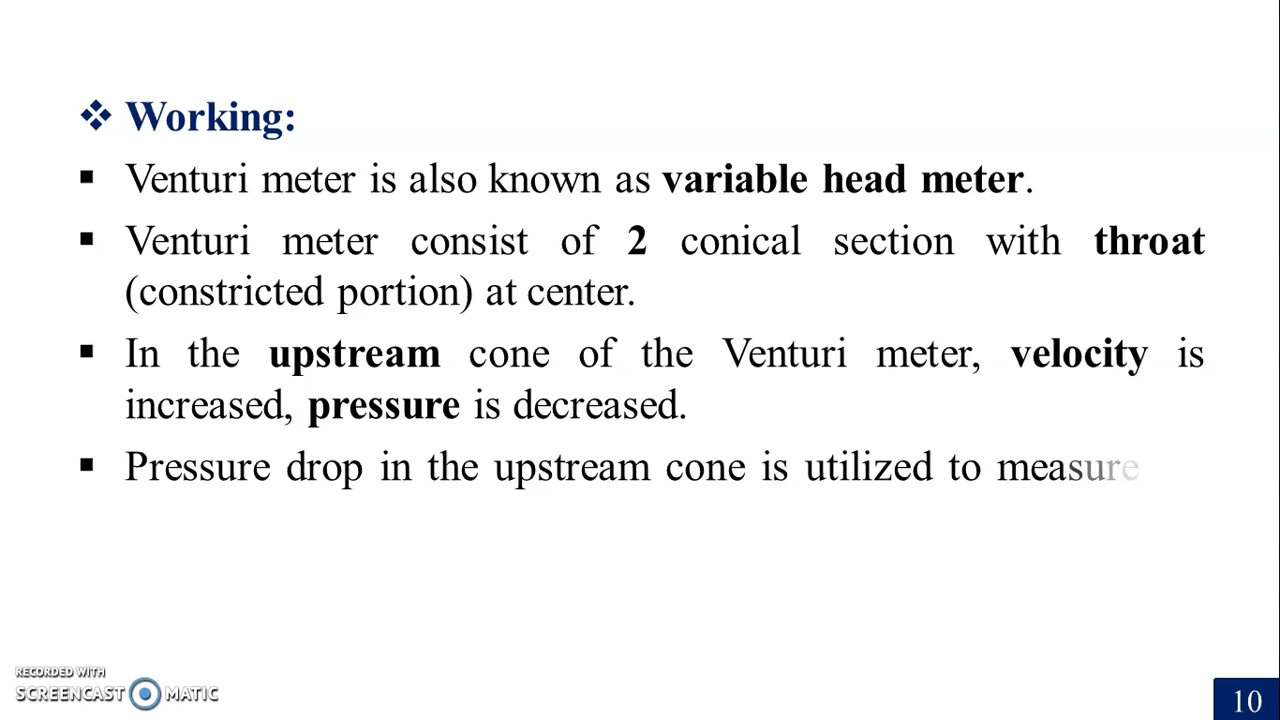 ❖ Working:
▪ Venturi meter is also known as variable head meter.
▪ Venturi meter consist of 2 conical section with throat
(constricted portion) at center.
▪ In the upstream cone of the Venturi meter, velocity is
increased, pressure is decreased.
▪ Pressure drop in the upstream cone is utilized to measure
RECORDED WITH
SCREENCAST MATIC
10